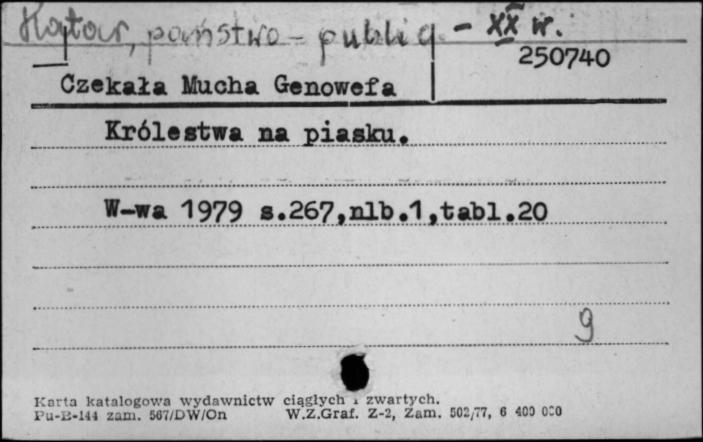 Katar, państwo - public. - XX w.
250740
Czekała Mucha Genowefa
Królestwa na piasku.
W-wa 1979 s.267,nlb.1,tabl.20
9
Karta katalogowa wydawnictw ciągłych i zwartych.
Pu-B-144 zam. 567/DW/On W.Z.Graf. Z-2, Zam. 502/77, 6 400 000